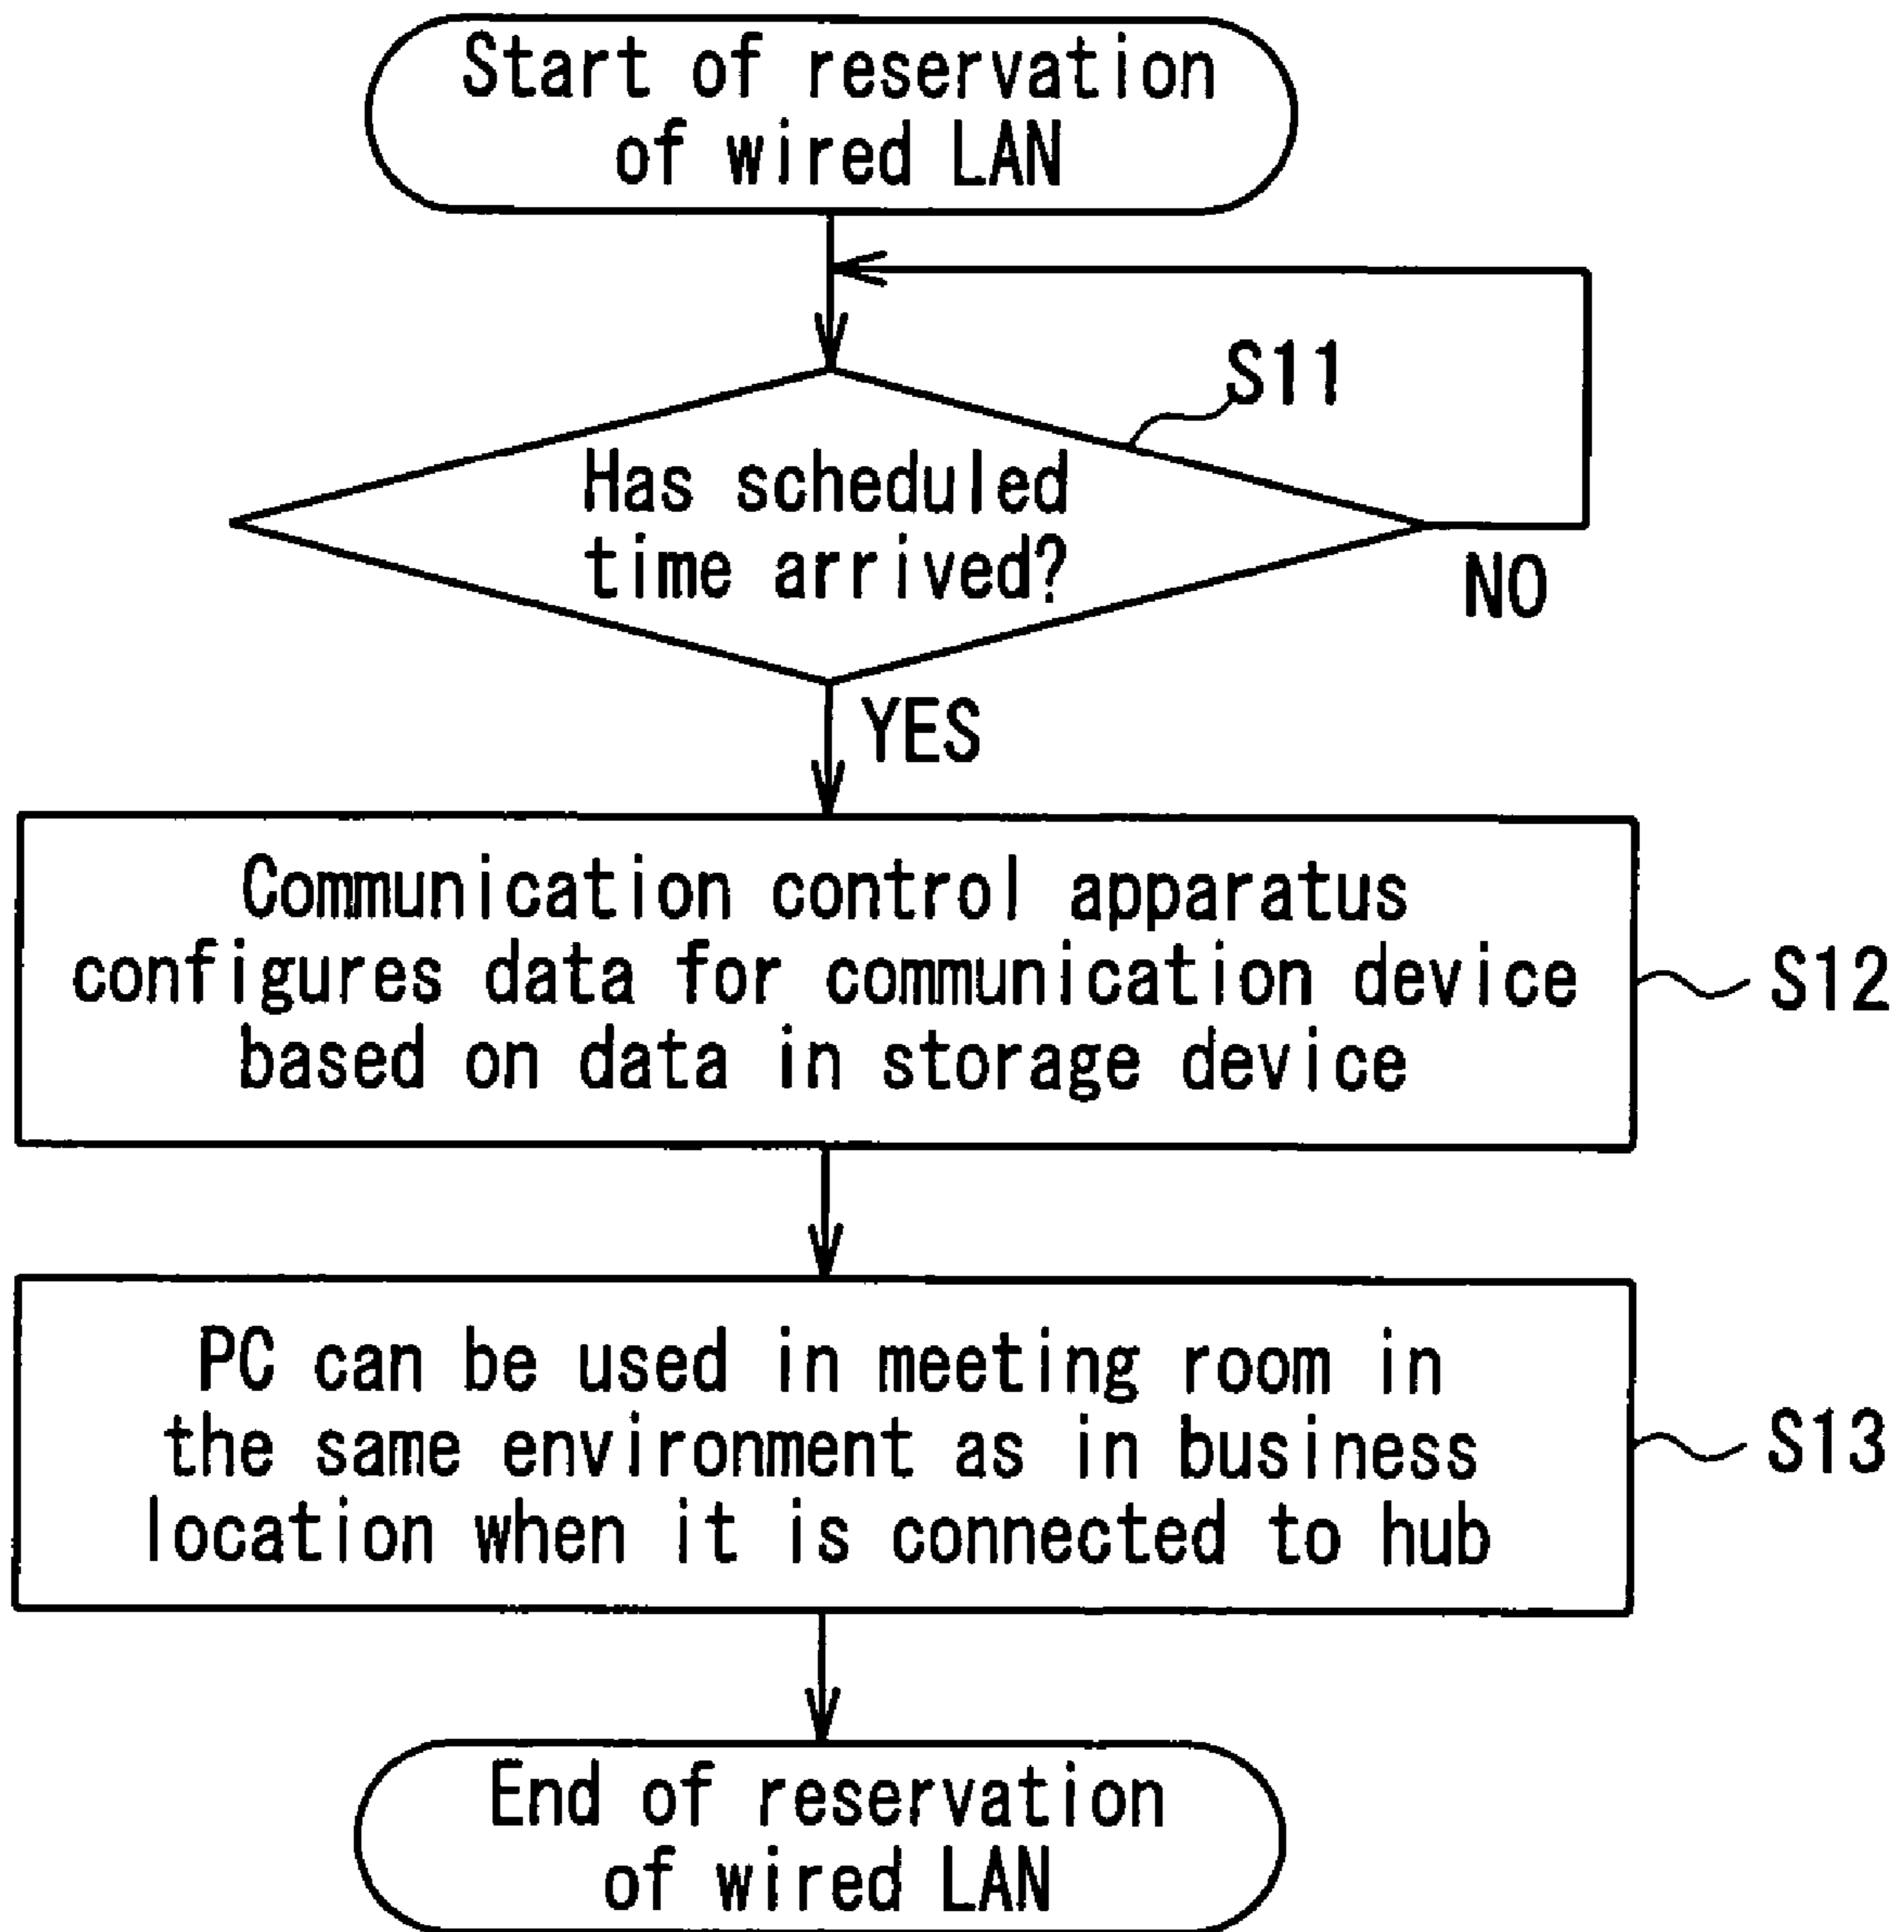 Start of reservation
of wired LAN
S11
Has scheduled
time arrived?
NO
YES
Communication control apparatus
configures data for communication device
based on data in storage device
S12
PC can be used in meeting room in
the same environment as in business
location when it is connected to hub
S13
End of reservation
of wired LAN